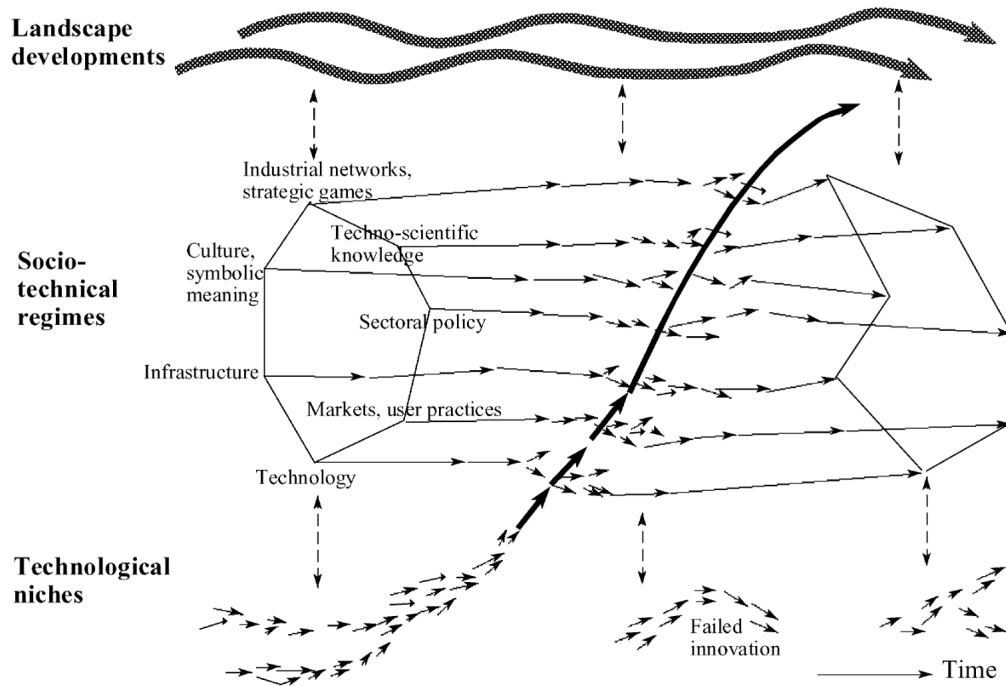 Landscape
developments
Industrial networks,
strategic games
Techno-scientific
knowledge
Culture,
symbolic
meaning
Socio-
technical
regimes
Sectoral policy
Infrastructure
Markets, user practices
Technology
Technological
niches
Failed
innovation
Time